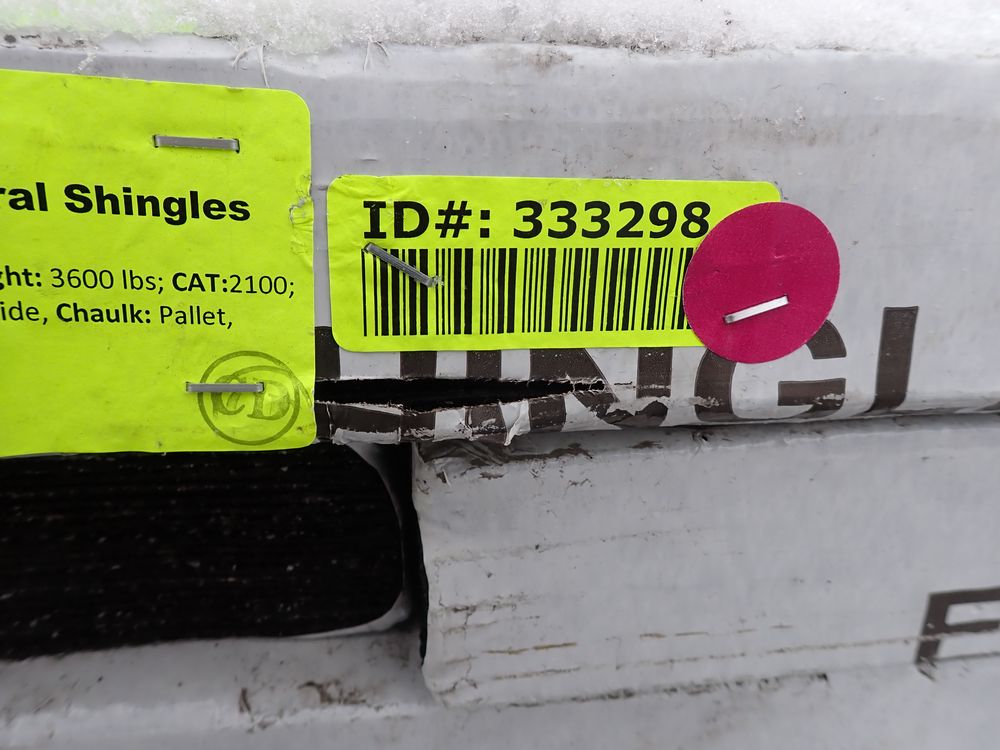 ral Shingles
ght: 3600 lbs; CAT:2100;
ide, Chaulk: Pallet,
ID#: 333298